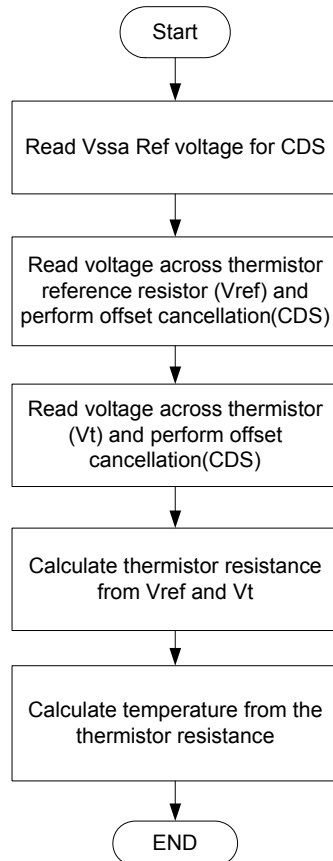 Start
Read Vssa Ref voltage for CDS
Read voltage across thermistor
reference resistor (Vref) and
perform offset cancellation(CDS)
Read voltage across thermistor
(Vt) and perform offset
cancellation(CDS)
Calculate thermistor resistance
from Vref and Vt
Calculate temperature from the
thermistor resistance
END